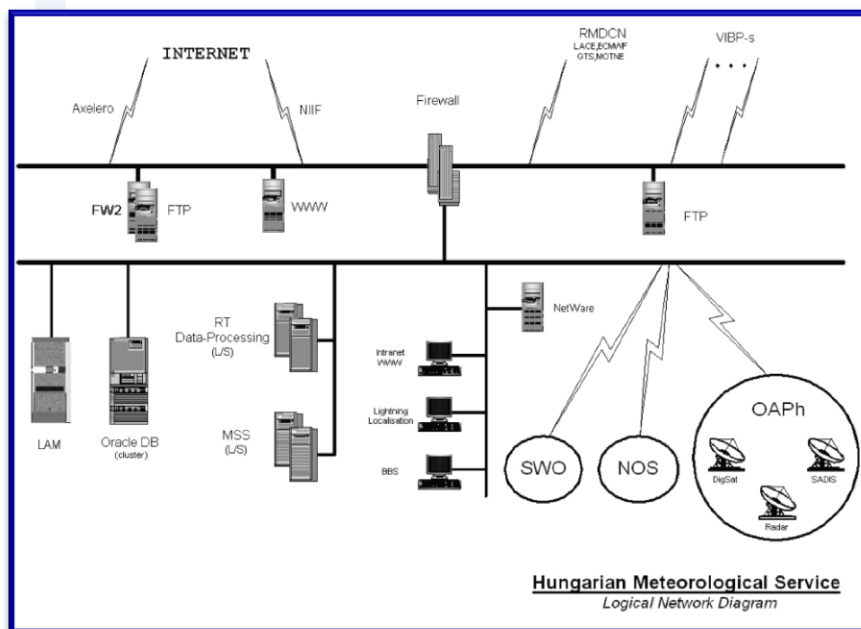 INTERNET
RMDCN
LACE,ECMWF
GTS,MOTNE
VIBP-s
Axelero
NIIF
Firewall
FW2
FTP
WWW
FTP
NetWare
RT
Data-Processing
(L/S)
Intranet
WWW
Lightning
Localisation
BBS
LAM
Oracle DB
(cluster)
MSS
(L/S)
SWO
NOS
OAPh
DigSat
SADIS
Radar
Hungarian Meteorological Service
Logical Network Diagram